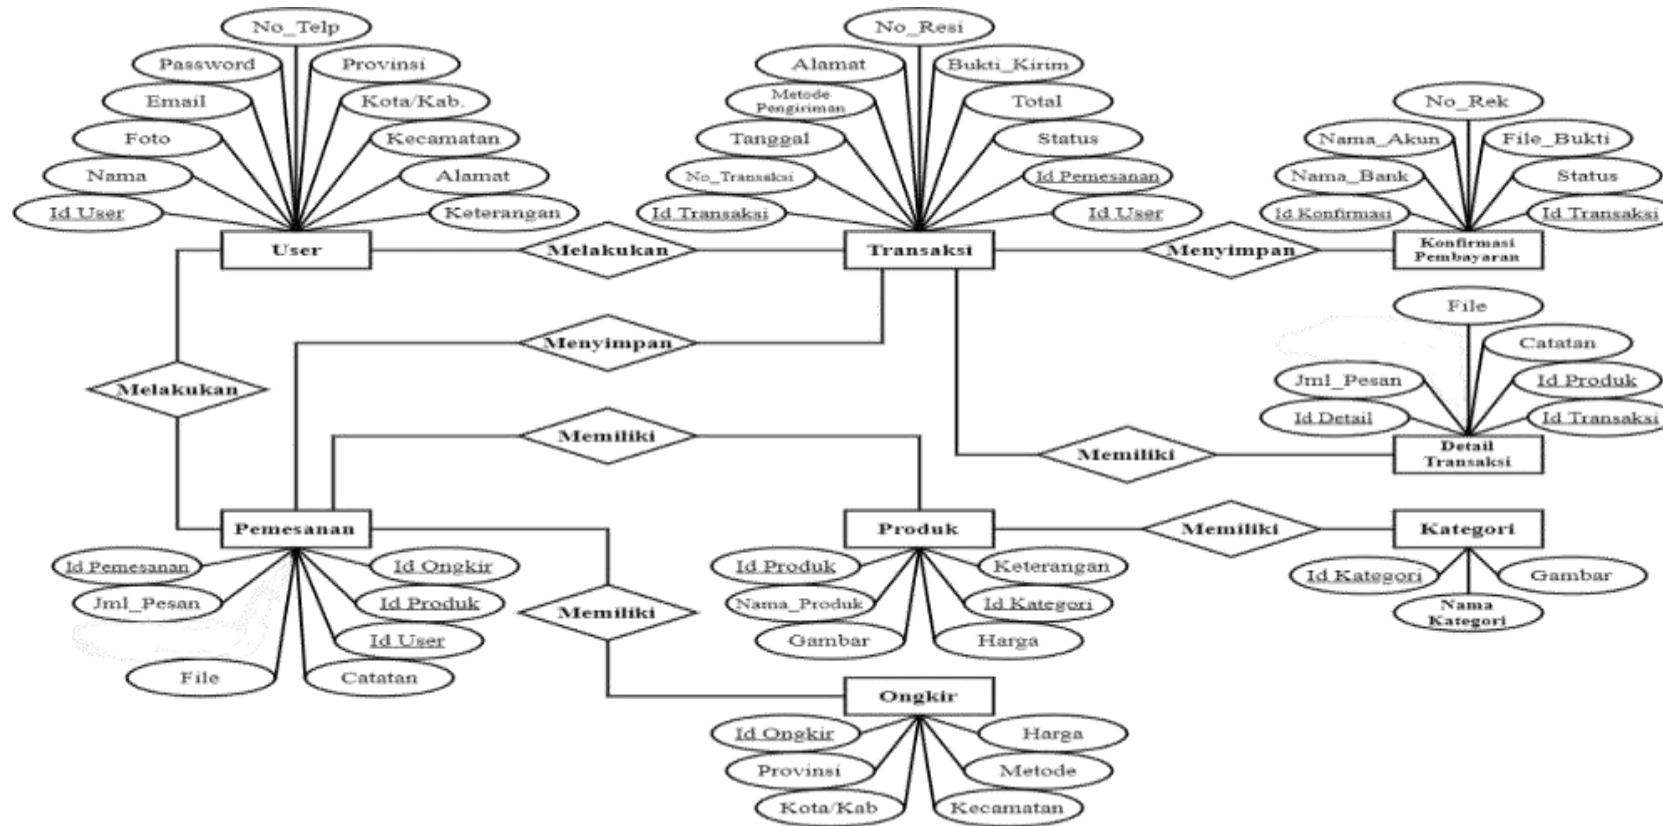 No_Telp
Password
Provinsi
Email
Kota/Kab.
Foto
Kecamatan
Nama
Alamat
Id User
Keterangan
User
Melakukan
No_Resi
Alamat
Bukti_Kirim
Metode
Pengiriman
Total
Tanggal
Status
No_Transaksi
Id Pemesanan
Id Transaksi
Id User
Transaksi
Menyimpan
No_Rek
Nama_Akun
File_Bukti
Nama_Bank
Status
Id Konfirmasi
Id Transaksi
Konfirmasi
Pembayaran
Melakukan
Menyimpan
Memiliki
Memiliki
File
Catatan
Jml_Pesan
Id Produk
Id Detail
Id Transaksi
Detail
Transaksi
Pemesanan
Id Pemesanan
Id Ongkir
Jml_Pesan
Id Produk
Id User
File
Catatan
Memiliki
Produk
Id Produk
Keterangan
Nama_Produk
Id Kategori
Gambar
Harga
Memiliki
Kategori
Id Kategori
Gambar
Nama
Kategori
Ongkir
Id Ongkir
Harga
Provinsi
Metode
Kota/Kab
Kecamatan